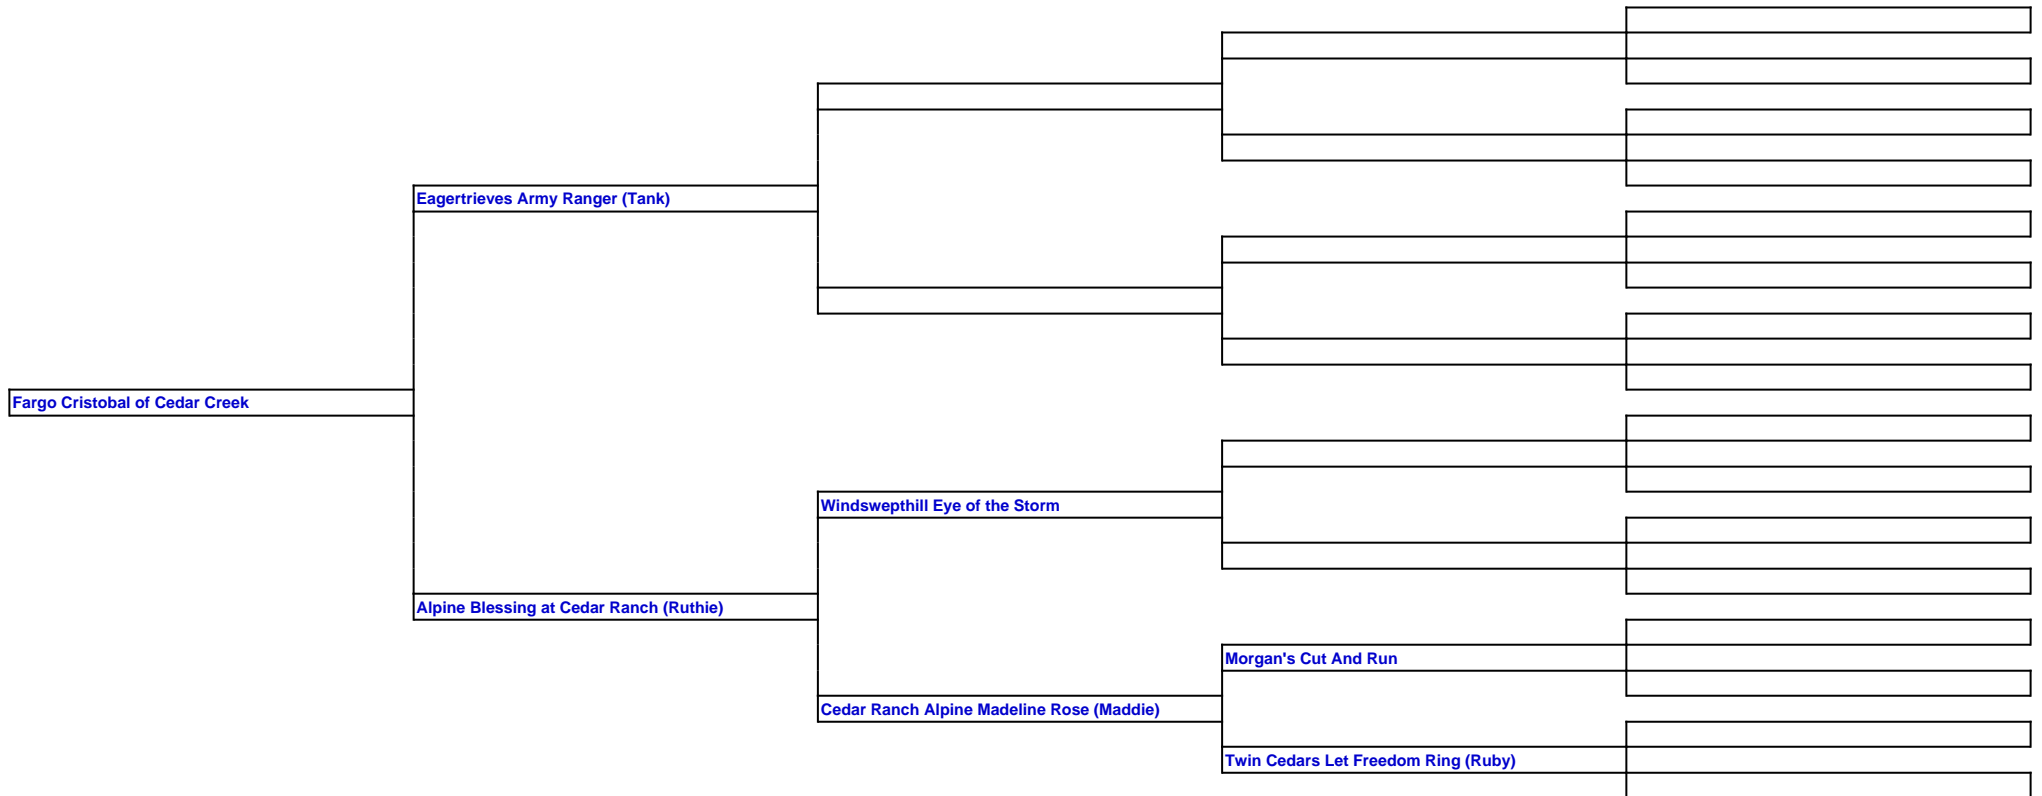 Eagertrieves Army Ranger (Tank)
Fargo Cristobal of Cedar Creek
Windswepthill Eye of the Storm
Alpine Blessing at Cedar Ranch (Ruthie)
Morgan's Cut And Run
Cedar Ranch Alpine Madeline Rose (Maddie)
Twin Cedars Let Freedom Ring (Ruby)